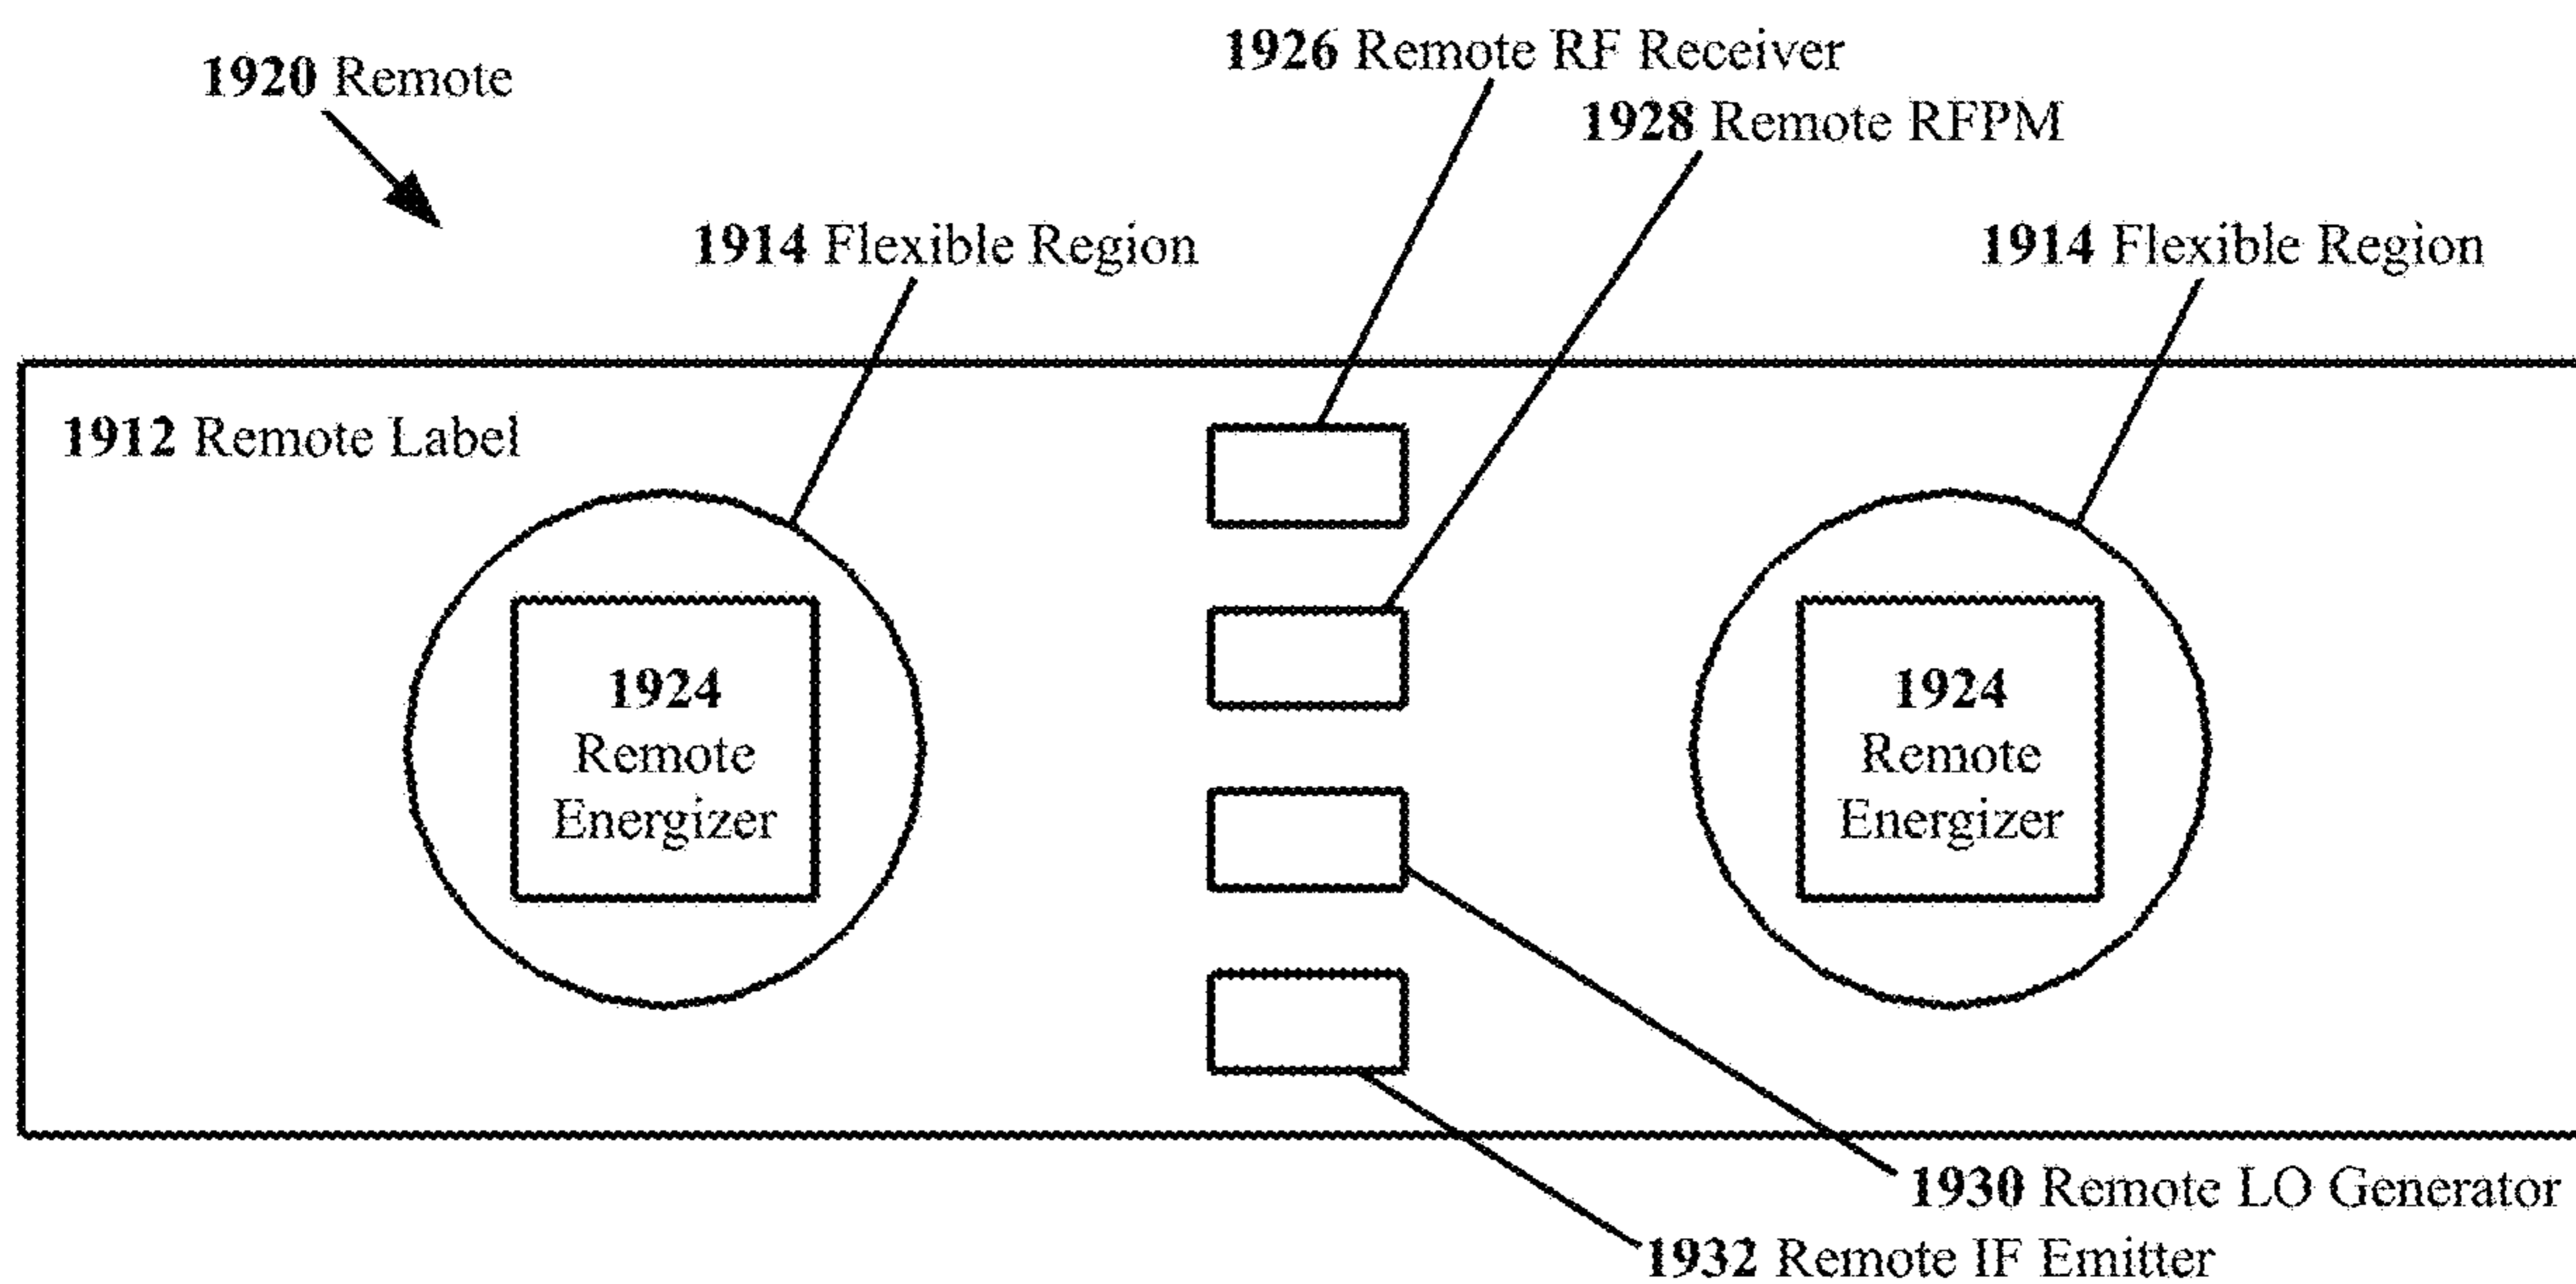 1926 Remote RF Receiver
1920 Remote
1928 Remote RFPM
1914 Flexible Region
1914 Flexible Region
1912 Remote Label
1924
Remote
Energizer
1924
Remote
Energizer
1930 Remote LO Generator
1932 Remote IF Emitter